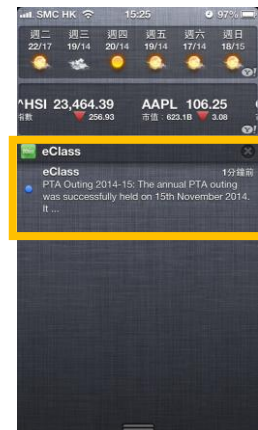 SMC HK 15:25 97%
週二 週三 週四 週五 週六 週日
22/17 19/14 20/14 19/14 17/14 18/15
^HSI 23,464.39 AAPL 106.25
指數 256.93 市值：623.1B 3.08
eClass
eClass 1分鐘前
PTA Outing 2014-15: The annual PTA outing
was successfully held on 15th November 2014.
It ...